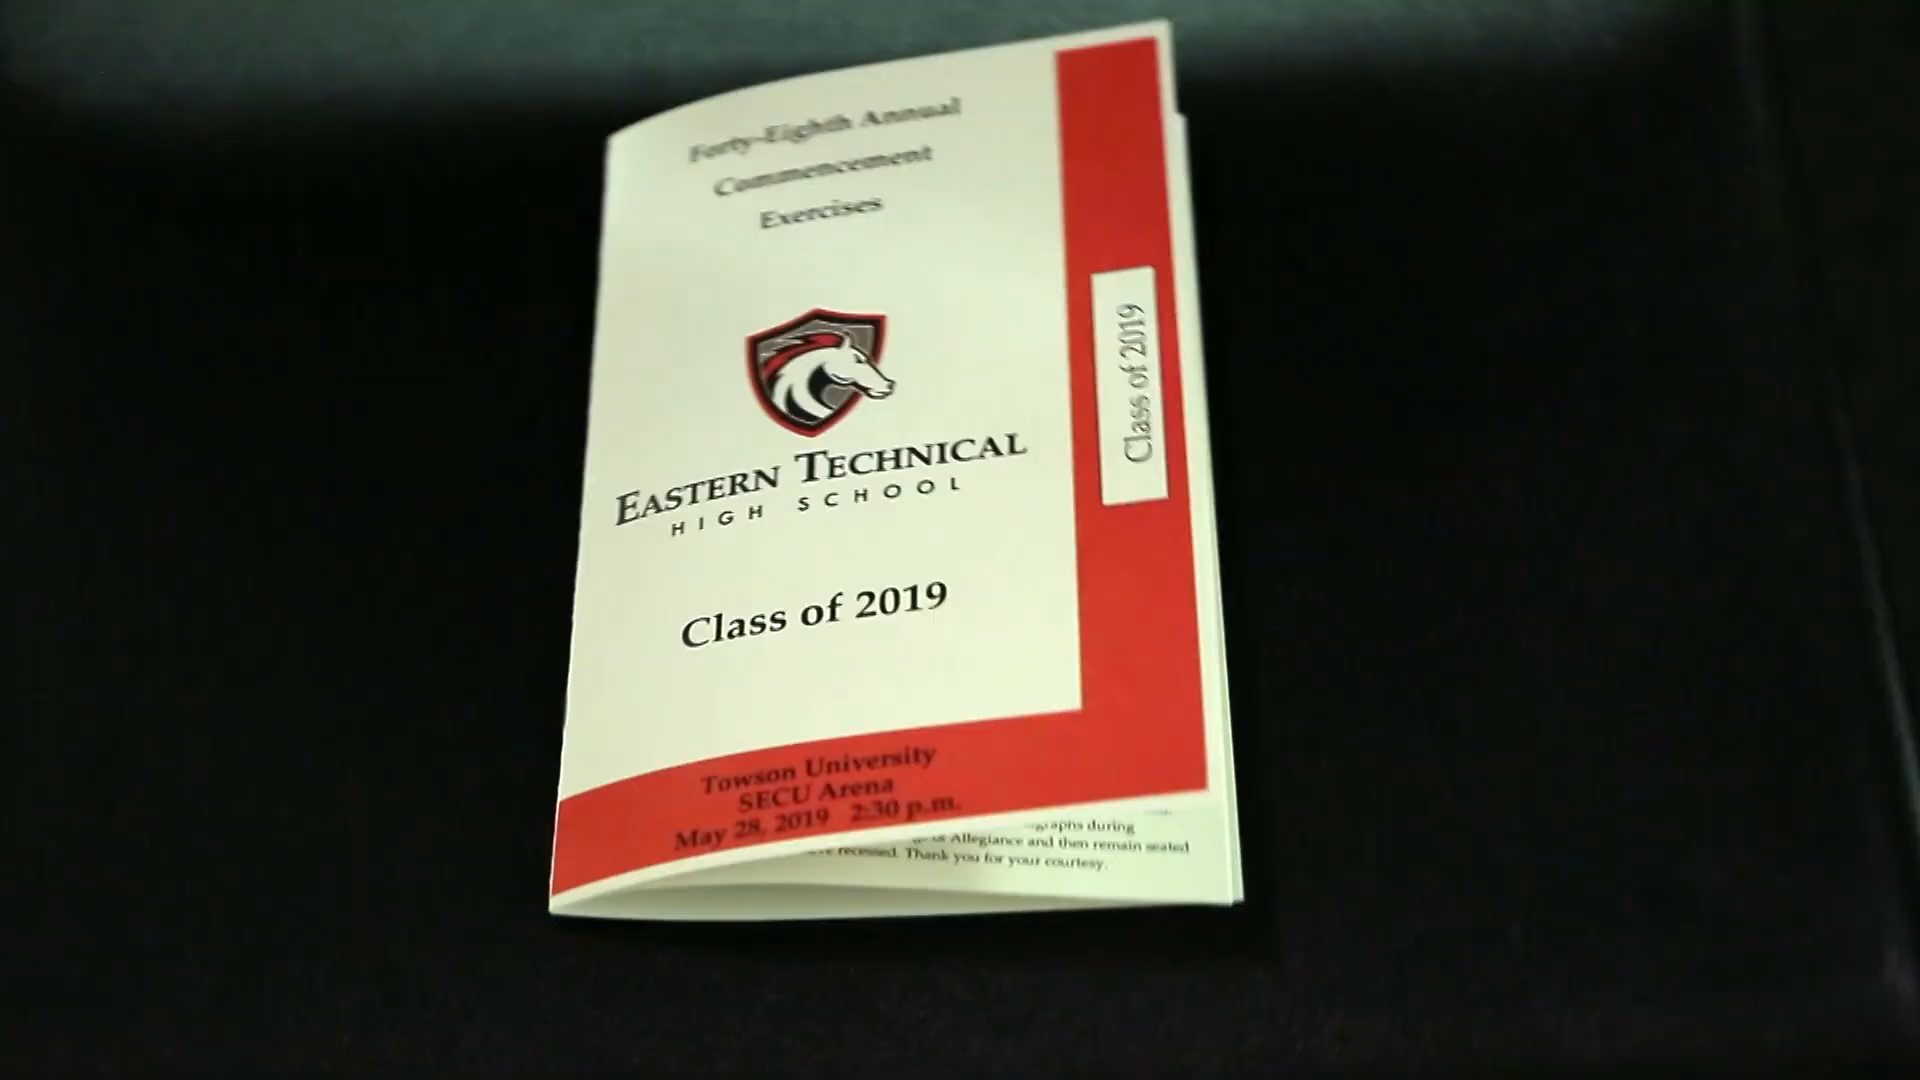 Forty-Eighth Annual
Commencement
Exercises
EASTERN TECHNICAL
HIGH SCHOOL
Class of 2019
Class of 2019
Towson University
SECU Arena
May 28, 2019 2:30 p.m.
during
Allegiance and then remain seated
recessed. Thank you for your courtesy.